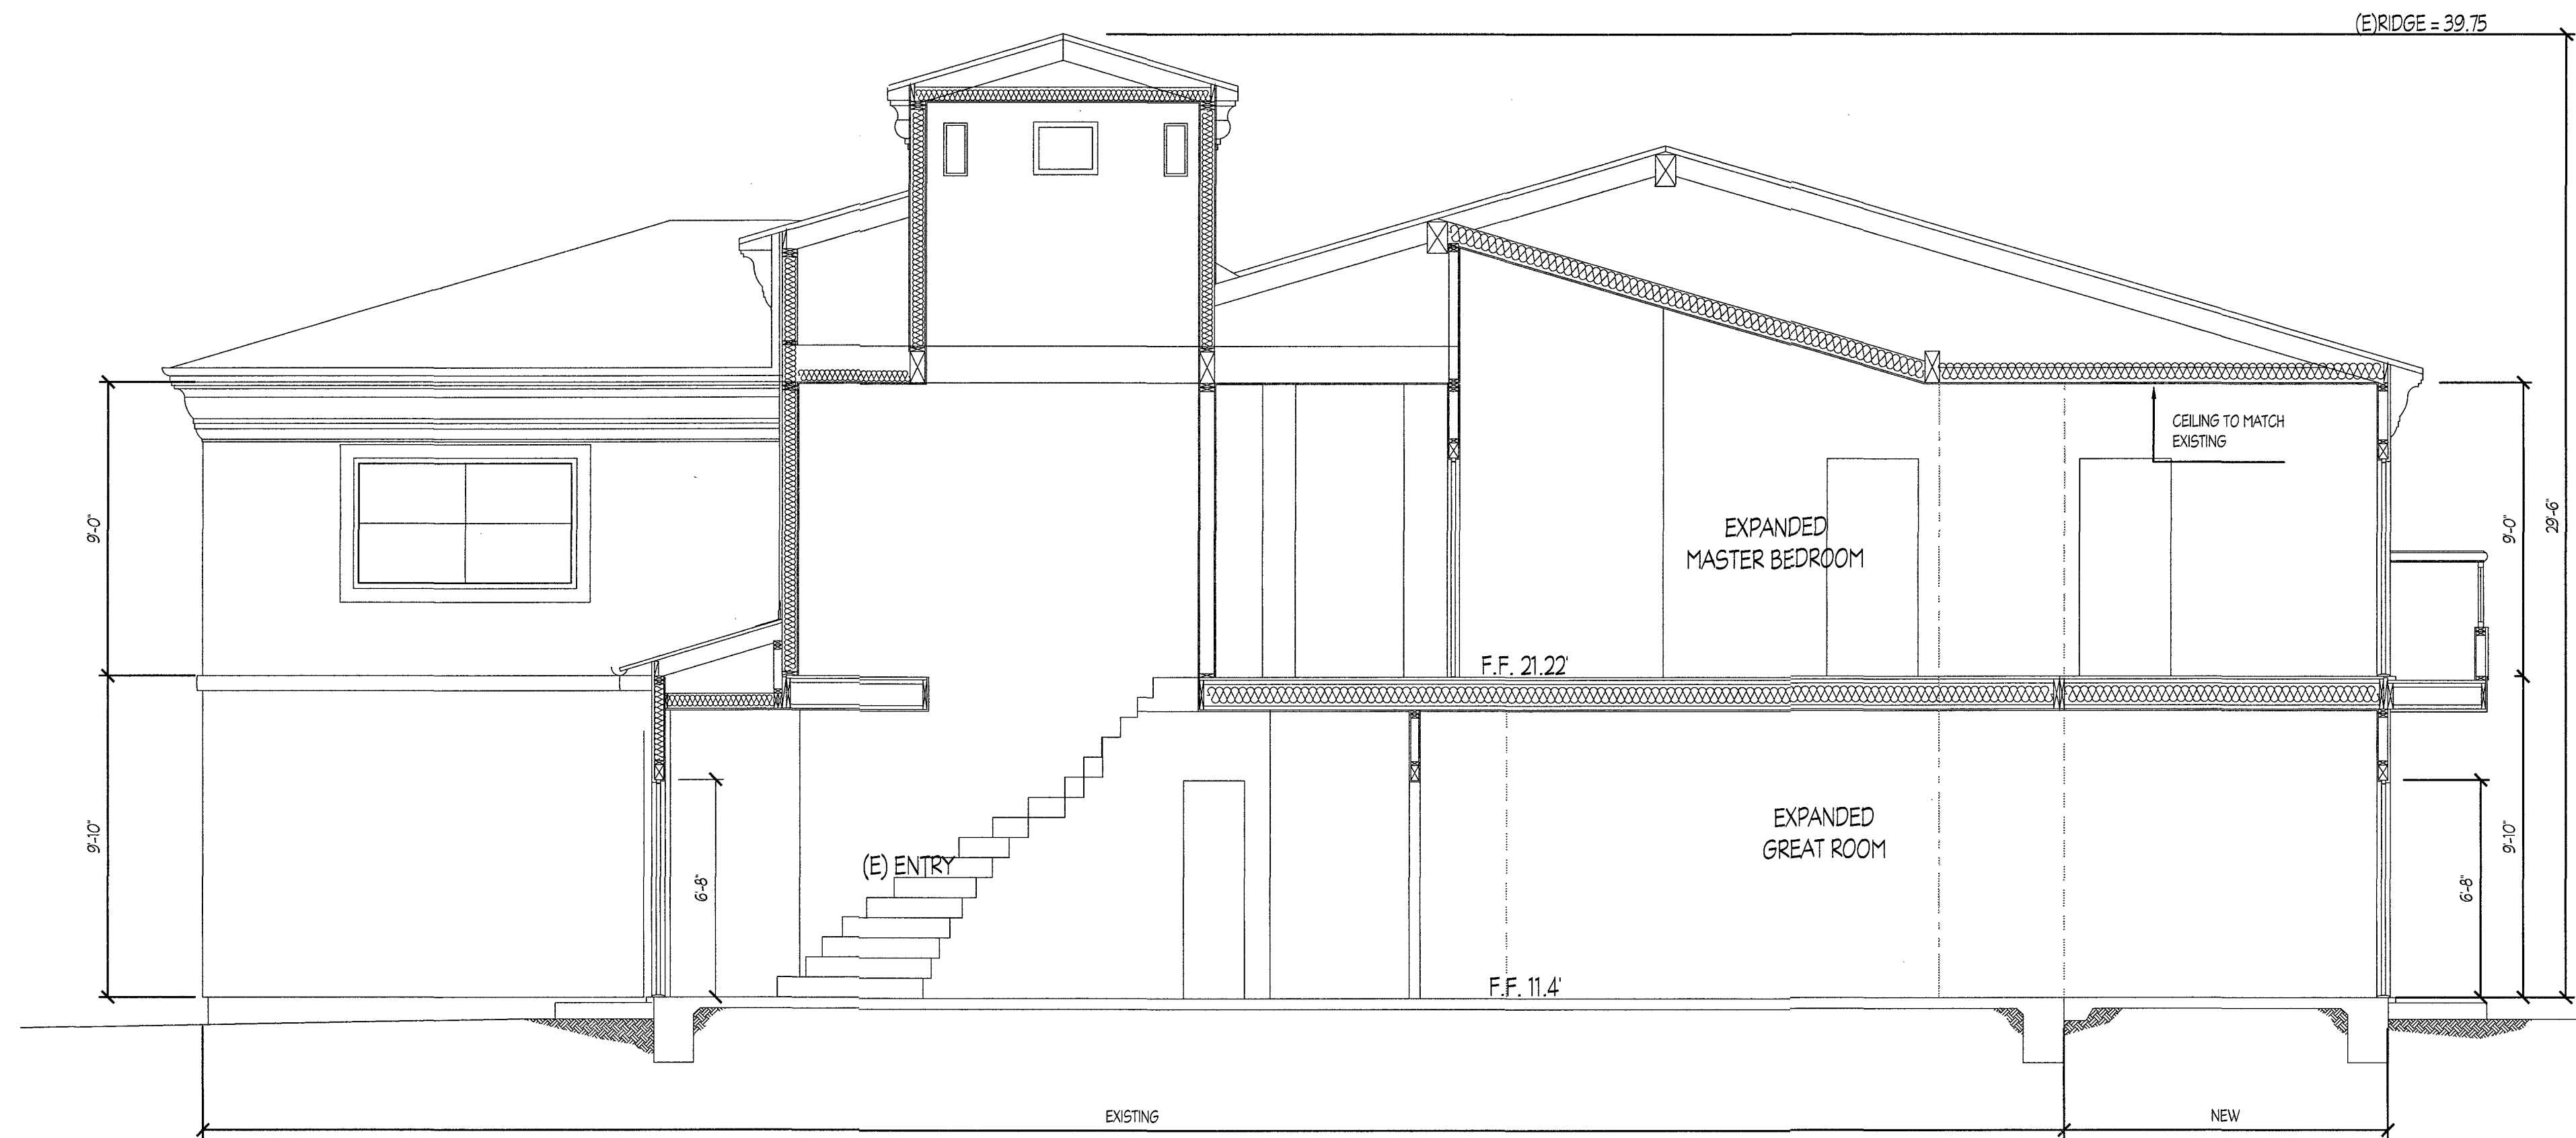 (E)RIDGE = 39.75
CEILING TO MATCH
EXISTING
9'-0"
EXPANDED
MASTER BEDROOM
9'-0"
29'-6"
F.F. 21.22'
9'-10"
6'-8"
(E) ENTRY
EXPANDED
GREAT ROOM
9'-10"
6'-8"
F.F. 11.4'
EXISTING
NEW